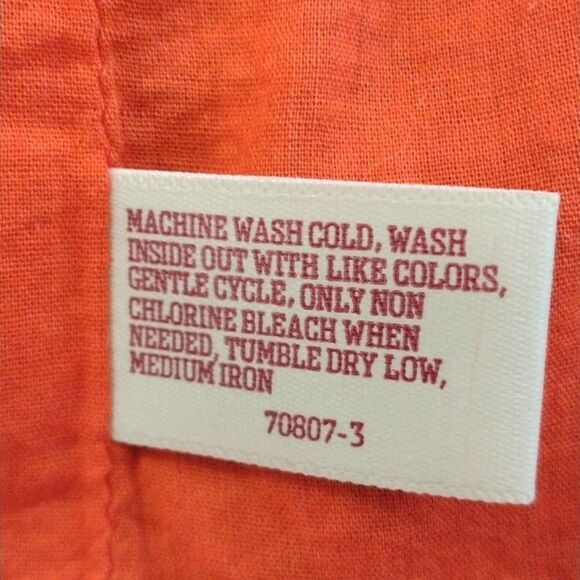 MACHINE WASH COLD, WASH
INSIDE OUT WITH LIKE COLORS,
GENTLE CYCLE, ONLY NON
CHLORINE BLEACH WHEN
NEEDED, TUMBLE DRY LOW,
MEDIUM IRON
70807-3